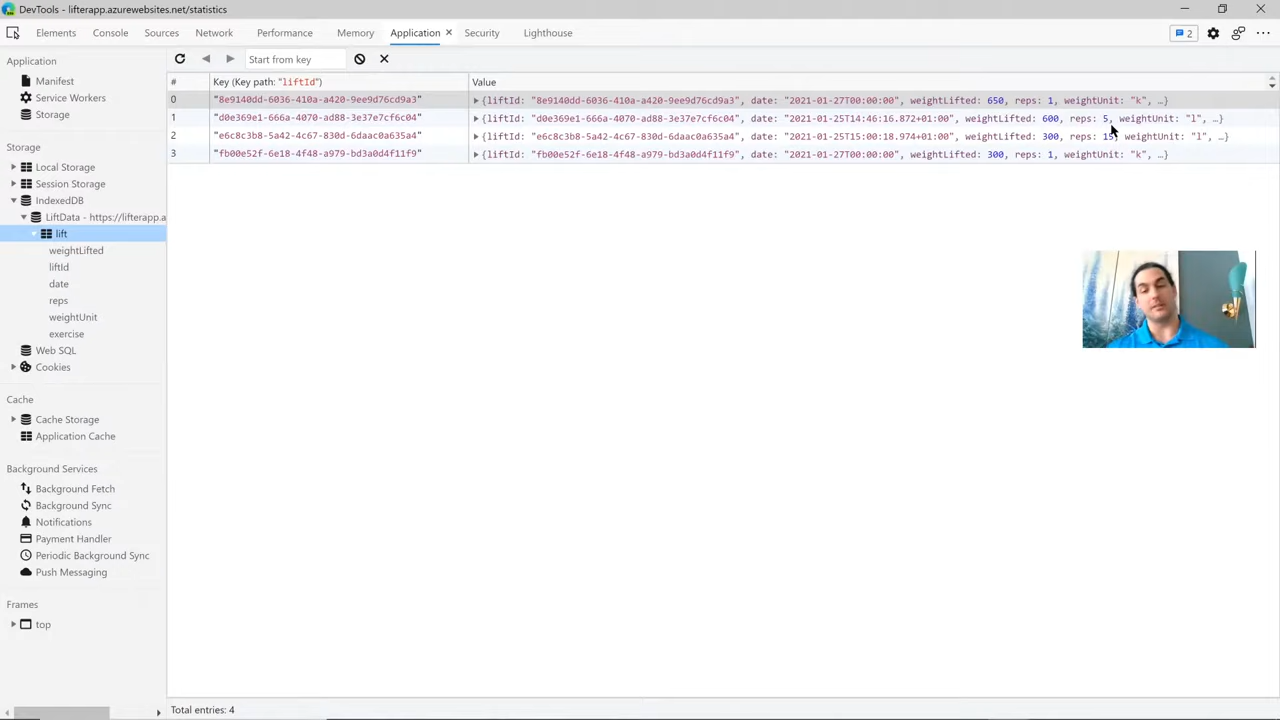 DevTools - lifterapp.azurewebsites.net/statistics
Elements Console Sources Network Performance Memory Application Security Lighthouse 2
Application
Manifest
Service Workers
Storage
Storage
Local Storage
Session Storage
IndexedDB
LiftData - https://lifterapp.a
lift
weightLifted
liftId
date
reps
weightUnit
exercise
Web SQL
Cookies
Cache
Cache Storage
Application Cache
Background Services
Background Fetch
Background Sync
Notifications
Payment Handler
Periodic Background Sync
Push Messaging
Frames
top
Start from key
# Key (Key path: "liftId") Value
0 "8e9140dd-6036-410a-a420-9ee9d76cd9a3" {liftId: "8e9140dd-6036-410a-a420-9ee9d76cd9a3", date: "2021-01-27T00:00:00", weightLifted: 650, reps: 1, weightUnit: "k", …}
1 "d0e369e1-666a-4070-ad88-3e37e7cf6c04" {liftId: "d0e369e1-666a-4070-ad88-3e37e7cf6c04", date: "2021-01-25T14:46:16.872+01:00", weightLifted: 600, reps: 5, weightUnit: "l", …}
2 "e6c8c3b8-5a42-4c67-830d-6daac0a635a4" {liftId: "e6c8c3b8-5a42-4c67-830d-6daac0a635a4", date: "2021-01-25T15:00:18.974+01:00", weightLifted: 300, reps: 15, weightUnit: "l", …}
3 "fb00e52f-6e18-4f48-a979-bd3a0d4f11f9" {liftId: "fb00e52f-6e18-4f48-a979-bd3a0d4f11f9", date: "2021-01-27T00:00:00", weightLifted: 300, reps: 1, weightUnit: "k", …}
Total entries: 4